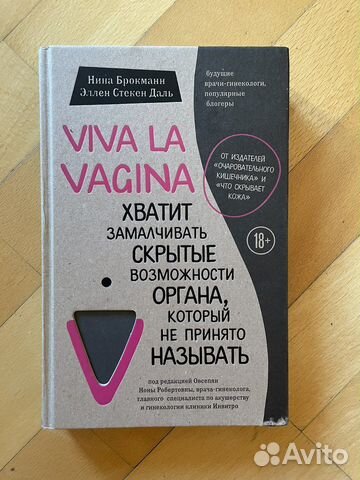 Нина Брокманн
Эллен Стёкен Даль
будущие
врачи-гинекологи,
популярные
блогеры
VIVA LA
VAGINA
ОТ ИЗДАТЕЛЕЙ
«ОЧАРОВАТЕЛЬНОГО
КИШЕЧНИКА» И
«ЧТО СКРЫВАЕТ
КОЖА»
ХВАТИТ
ЗАМАЛЧИВАТЬ
СКРЫТЫЕ
ВОЗМОЖНОСТИ
ОРГАНА,
КОТОРЫЙ
НЕ ПРИНЯТО
НАЗЫВАТЬ
18+
под редакцией Овсепян
Ноны Робертовны, врача-гинеколога,
главного специалиста по акушерству
и гинекологии клиники Инвитро
Avito